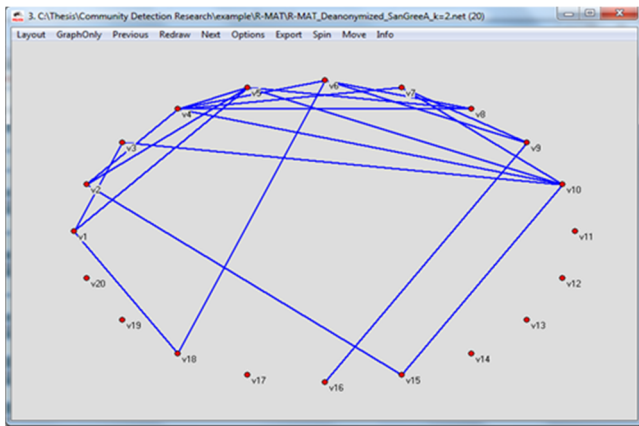 3. C:\Thesis\Community Detection Research\example\R-MAT\R-MAT_Deanonymized_SanGreeA_k=2.net (20)
Layout GraphOnly Previous Redraw Next Options Export Spin Move Info
v6
v5 v7
v4 v8
v3 v9
v2 v10
v1 v11
v20 v12
v19 v13
v18 v14
v17 v15
v16